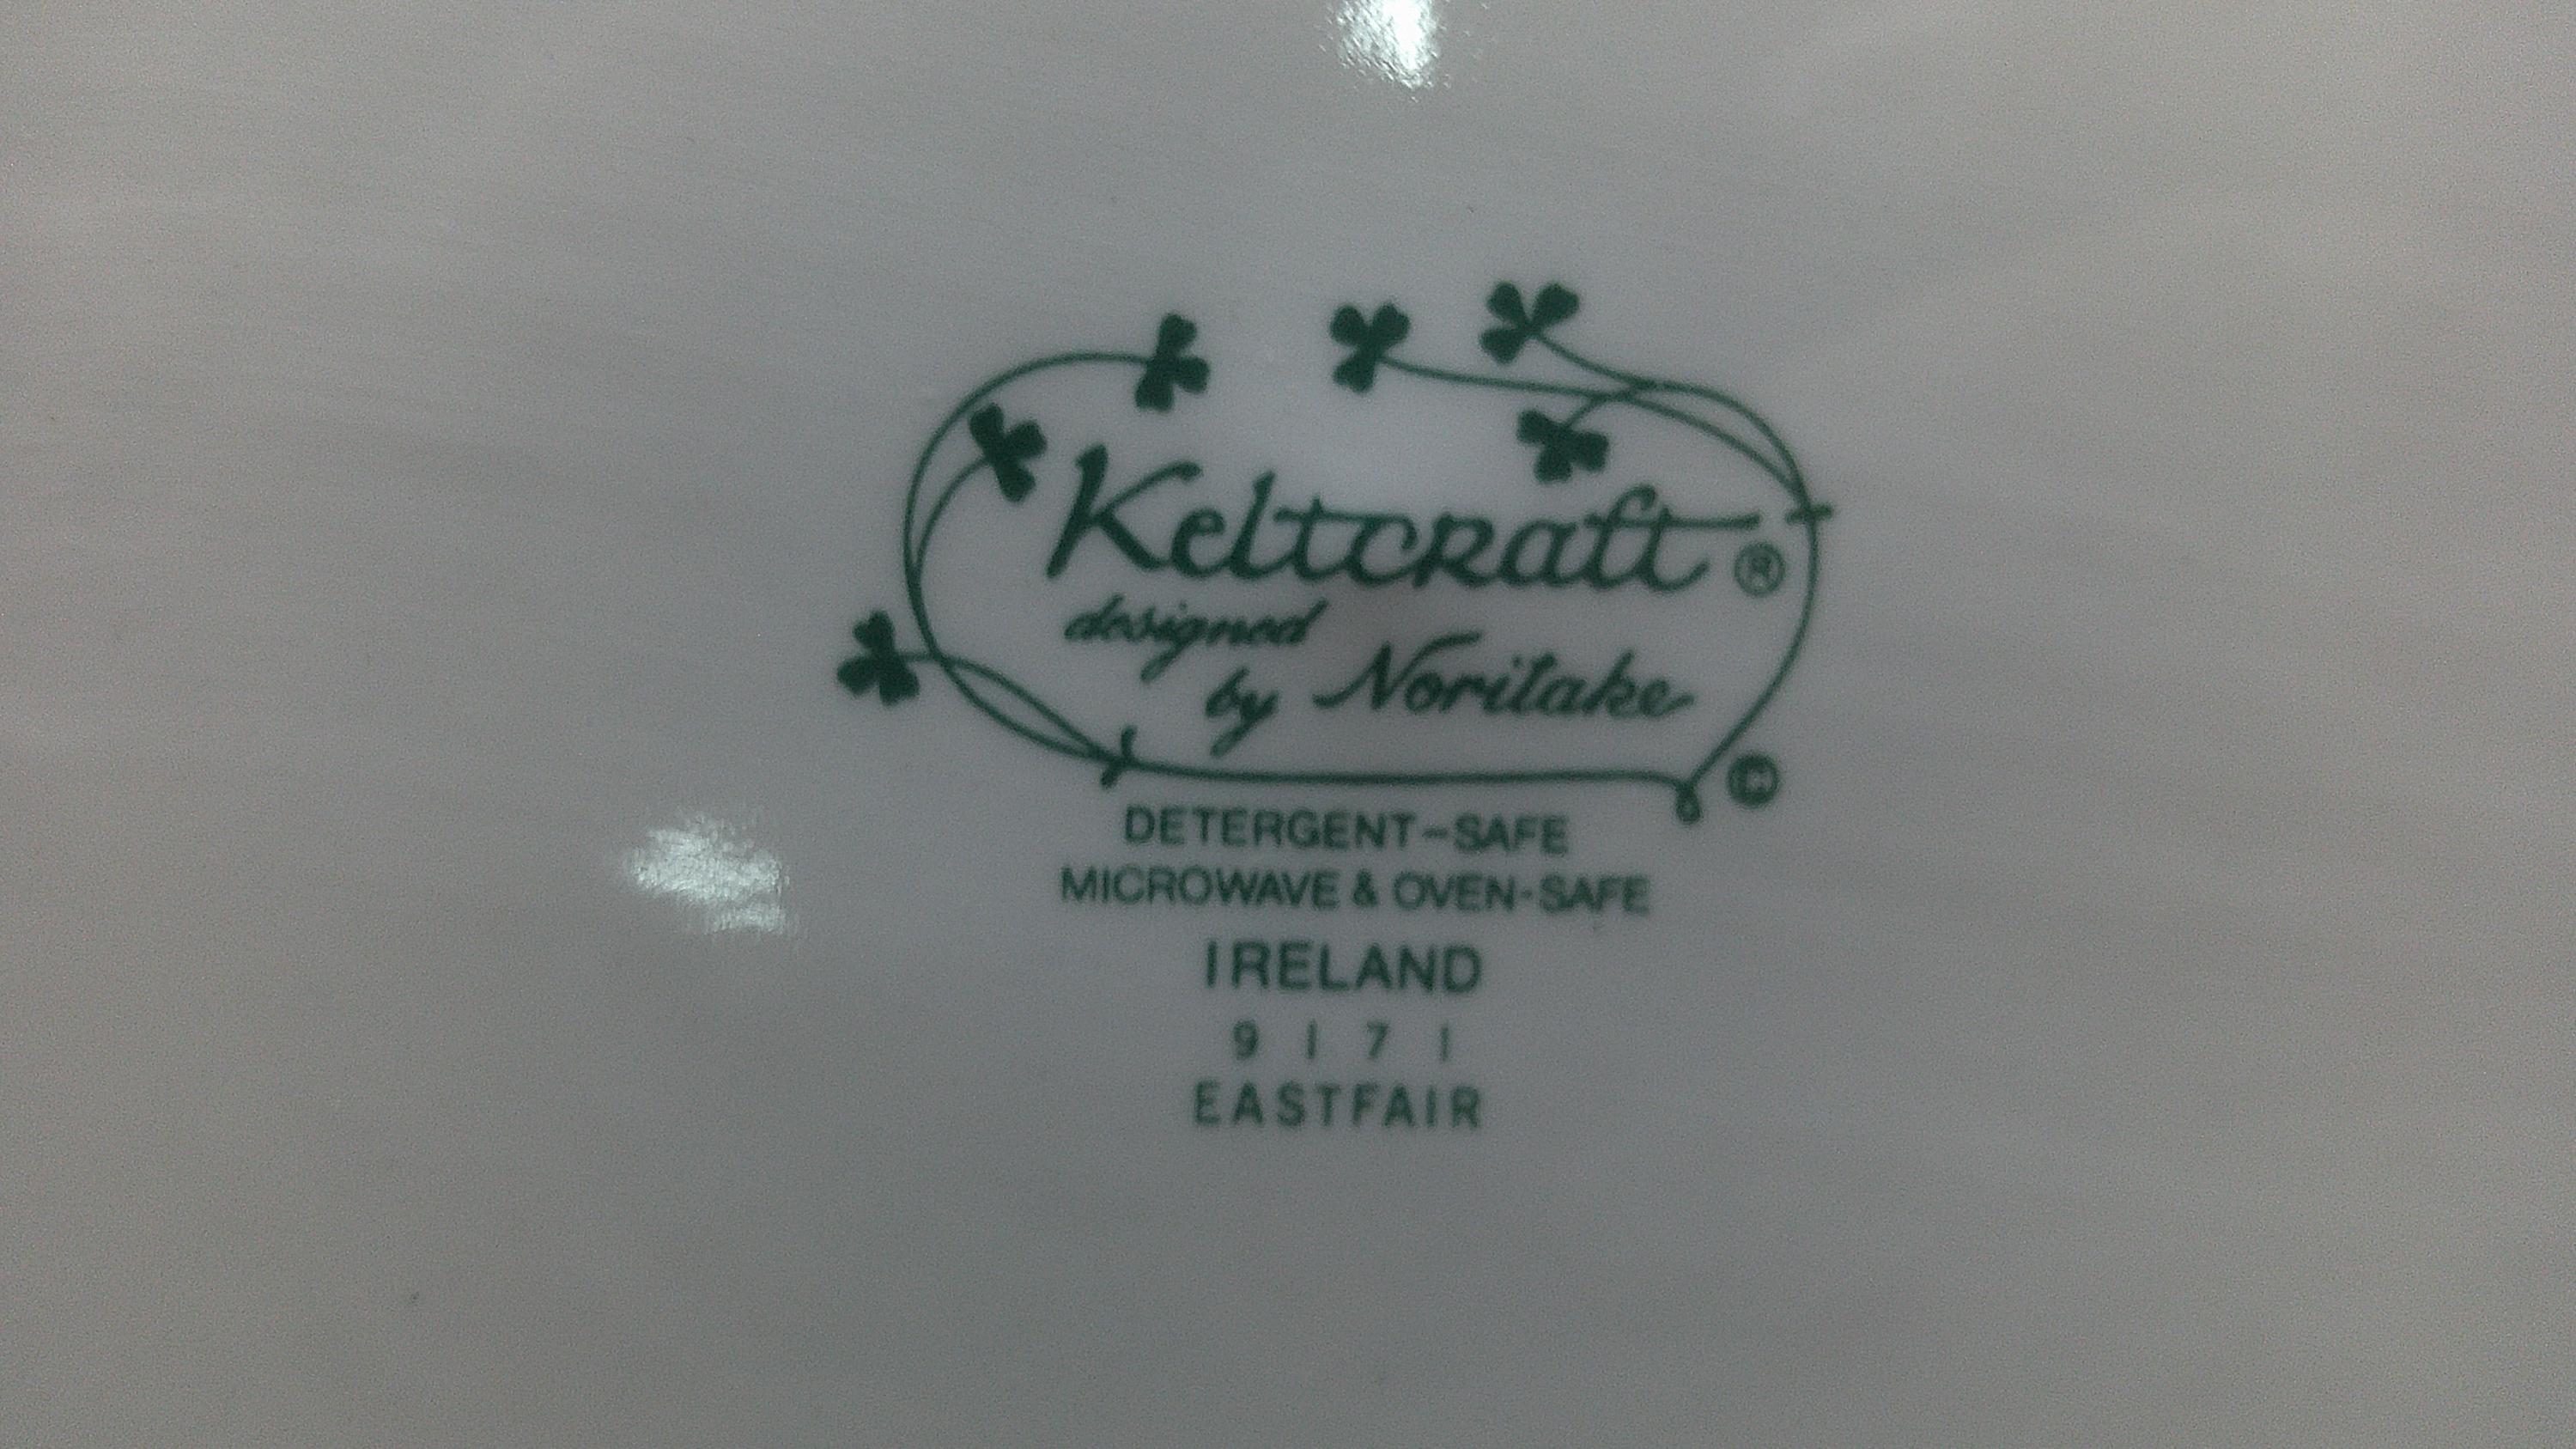 Keltcraft ®
designed
by Noritake
©
DETERGENT-SAFE
MICROWAVE & OVEN-SAFE
IRELAND
9171
EASTFAIR